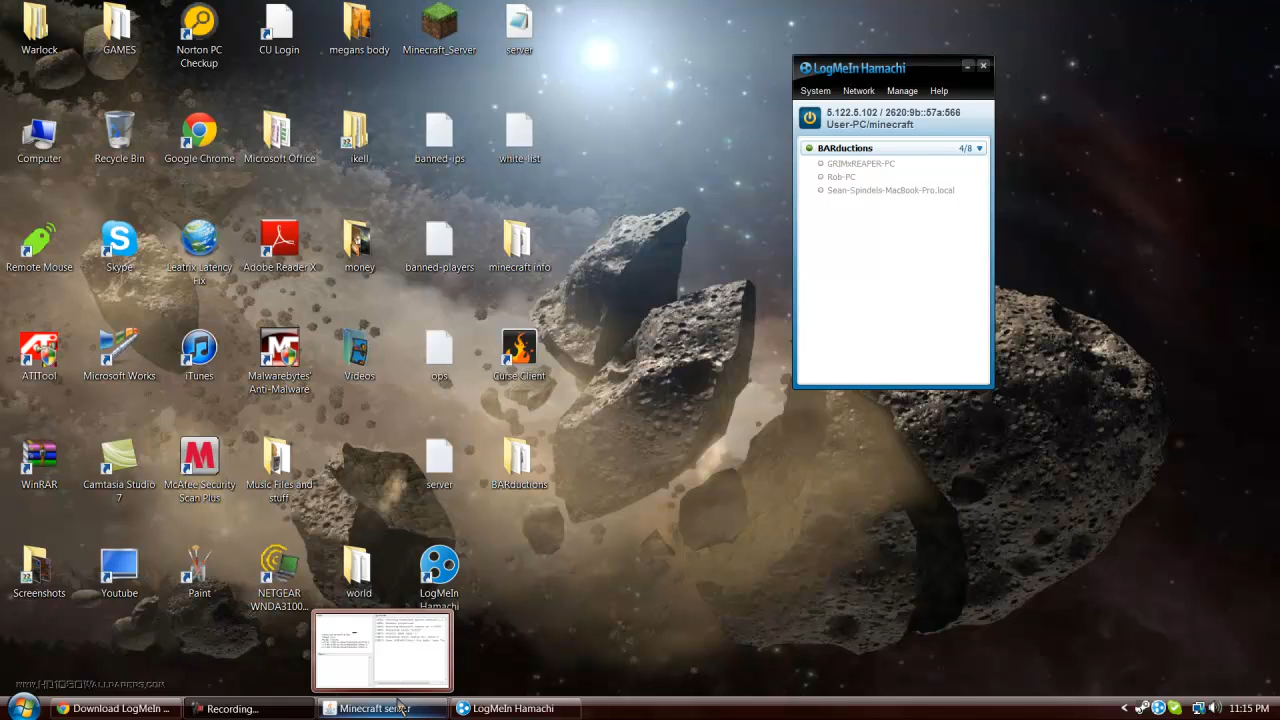 Warlock
GAMES
Norton PC
Checkup
CU Login
megans body
Minecraft_Server
server
Computer
Recycle Bin
Google Chrome
Microsoft Office
ikell
banned-ips
white-list
Remote Mouse
Skype
Leatrix Latency
Fix
Adobe Reader X
money
banned-players
minecraft info
ATITool
Microsoft Works
iTunes
Malwarebytes'
Anti-Malware
Videos
ops
Curse Client
WinRAR
Camtasia Studio
7
McAfee Security
Scan Plus
Music Files and
stuff
server
BARductions
Screenshots
Youtube
Paint
NETGEAR
WNDA3100...
world
LogMeIn
Hamachi
LogMeIn Hamachi
System Network Manage Help
5.122.5.102 / 2620:9b::57a:566
User-PC/minecraft
BARductions 4/8
GRIMxREAPER-PC
Rob-PC
Sean-Spindels-MacBook-Pro.local
www.HD1080Wallpapers.com
Download LogMeIn ...
Recording...
Minecraft server
LogMeIn Hamachi
11:15 PM